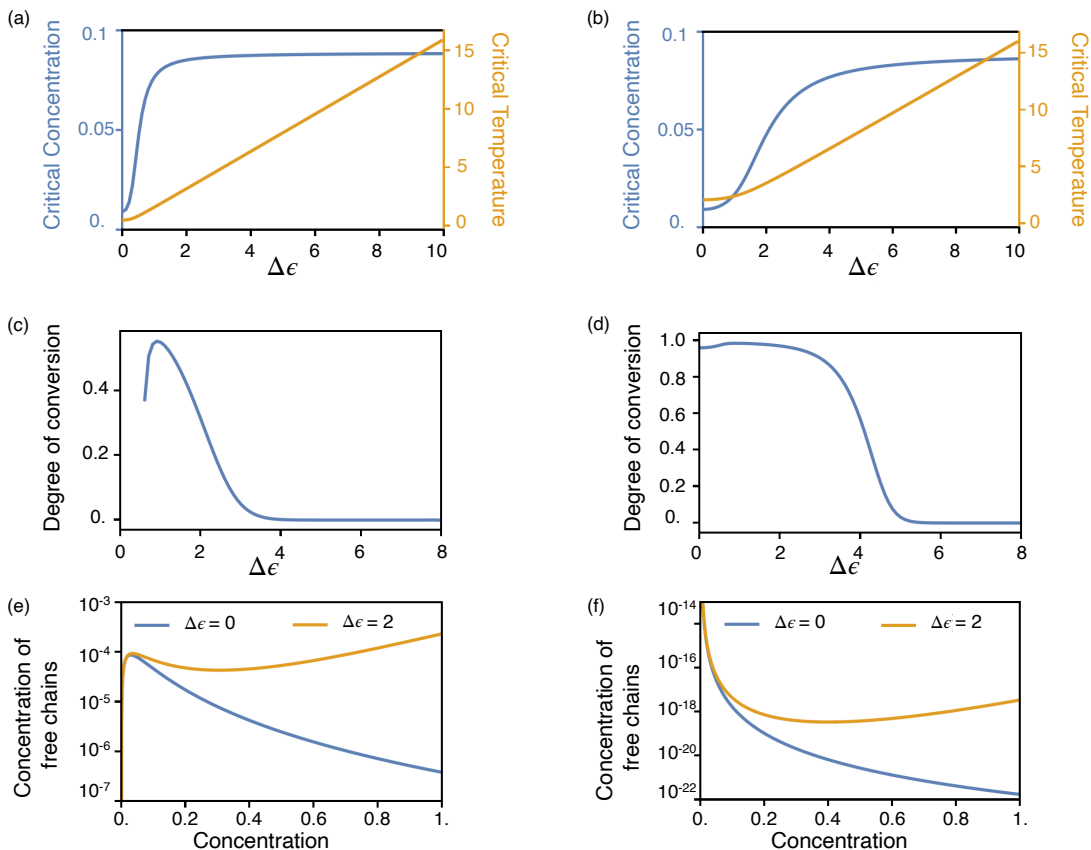 (a)
0.1
0.05
0.
Critical Concentration
15
10
5
0
Critical Temperature
0 2 4 6 8 10
Δϵ
(b)
0.1
0.05
0.
Critical Concentration
15
10
5
0
Critical Temperature
0 2 4 6 8 10
Δϵ
(c)
0.4
0.2
0.
Degree of conversion
0 2 4 6 8
Δϵ
(d)
1.0
0.8
0.6
0.4
0.2
0.
Degree of conversion
0 2 4 6 8
Δϵ
(e)
10-3
10-4
10-5
10-6
10-7
Concentration of
free chains
Δϵ = 0 Δϵ = 2
0. 0.2 0.4 0.6 0.8 1.
Concentration
(f)
10-14
10-16
10-18
10-20
10-22
Concentration of
free chains
Δϵ = 0 Δϵ = 2
0. 0.2 0.4 0.6 0.8 1.
Concentration